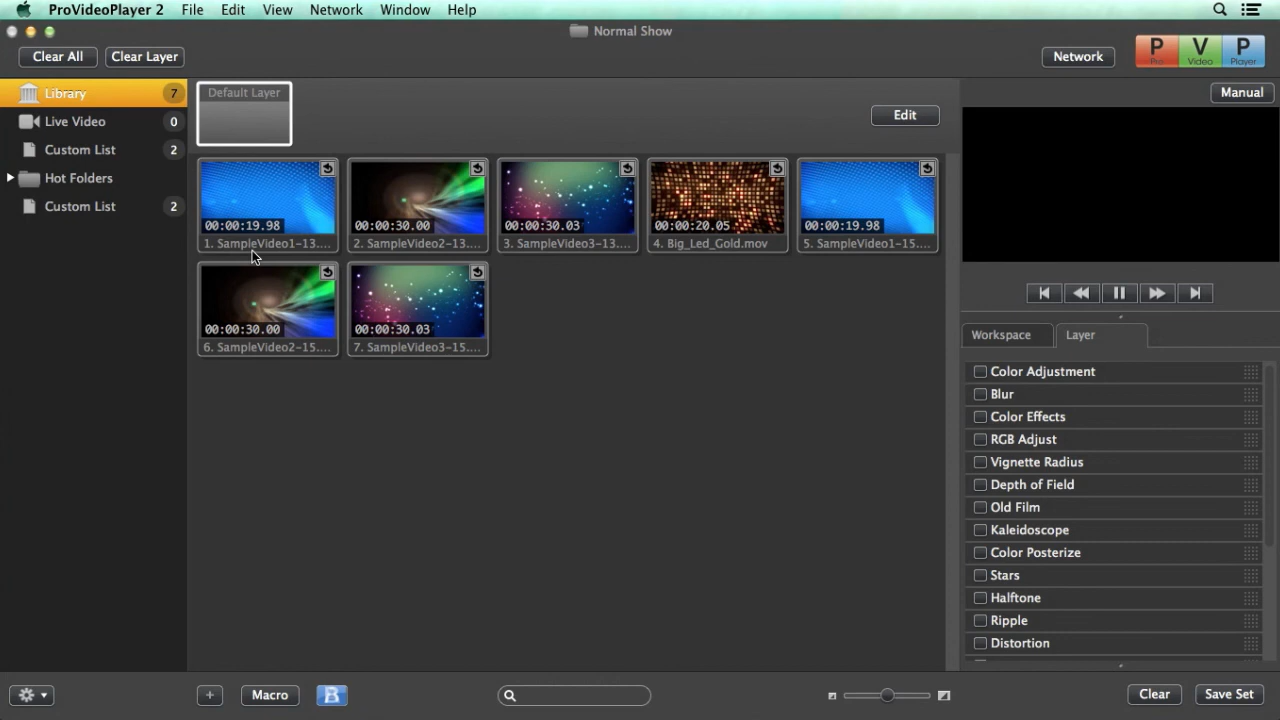 ProVideoPlayer 2 File Edit View Network Window Help
Normal Show
Clear All Clear Layer Network P V P
Pro Video Player
Library 7
Live Video 0
Custom List 2
Hot Folders
Custom List 2
Default Layer
Edit
Manual
00:00:19.98 00:00:30.00 00:00:30.03 00:00:20.05 00:00:19.98
1. SampleVideo1-13.... 2. SampleVideo2-13.... 3. SampleVideo3-13.... 4. Big_Led_Gold.mov 5. SampleVideo1-15....
00:00:30.00 00:00:30.03
6. SampleVideo2-15.... 7. SampleVideo3-15....
Workspace Layer
Color Adjustment
Blur
Color Effects
RGB Adjust
Vignette Radius
Depth of Field
Old Film
Kaleidoscope
Color Posterize
Stars
Halftone
Ripple
Distortion
+ Macro B Clear Save Set